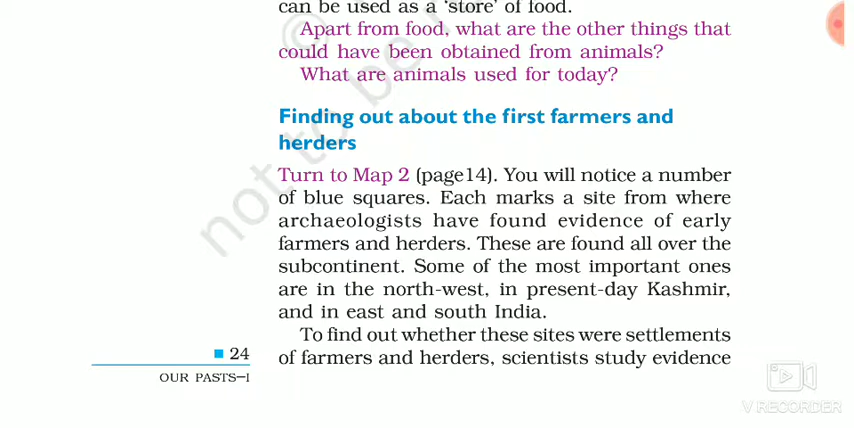 can be used as a ‘store’ of food.
Apart from food, what are the other things that
could have been obtained from animals?
What are animals used for today?
Finding out about the first farmers and
herders
Turn to Map 2 (page14). You will notice a number
of blue squares. Each marks a site from where
archaeologists have found evidence of early
farmers and herders. These are found all over the
subcontinent. Some of the most important ones
are in the north-west, in present-day Kashmir,
and in east and south India.
To find out whether these sites were settlements
of farmers and herders, scientists study evidence
24
OUR PASTS–I
©
not to be
V RECORDER